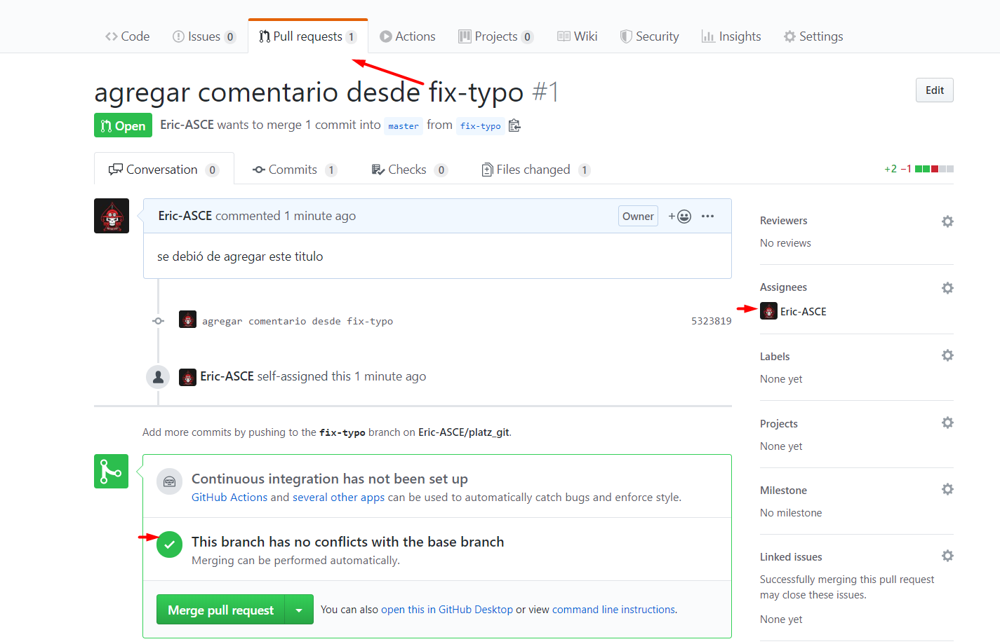 Code Issues 0 Pull requests 1 Actions Projects 0 Wiki Security Insights Settings
agregar comentario desde fix-typo #1
Edit
Open Eric-ASCE wants to merge 1 commit into master from fix-typo
Conversation 0 Commits 1 Checks 0 Files changed 1 +2 −1
Eric-ASCE commented 1 minute ago Owner
se debió de agregar este titulo
agregar comentario desde fix-typo 5323819
Eric-ASCE self-assigned this 1 minute ago
Add more commits by pushing to the fix-typo branch on Eric-ASCE/platz_git.
Continuous integration has not been set up
GitHub Actions and several other apps can be used to automatically catch bugs and enforce style.
This branch has no conflicts with the base branch
Merging can be performed automatically.
Merge pull request You can also open this in GitHub Desktop or view command line instructions.
Reviewers
No reviews
Assignees
Eric-ASCE
Labels
None yet
Projects
None yet
Milestone
No milestone
Linked issues
Successfully merging this pull request
may close these issues.
None yet